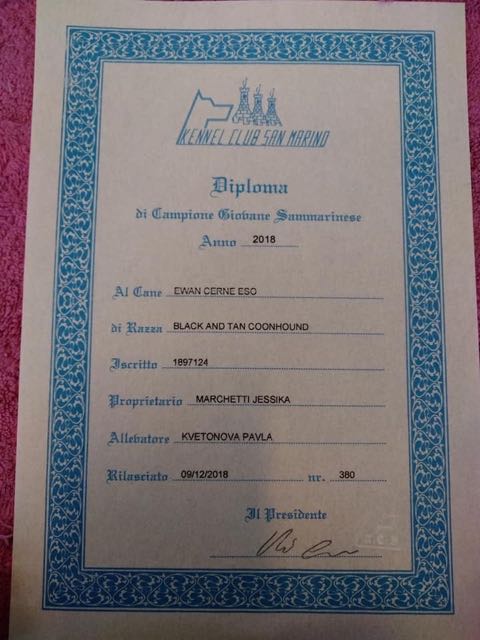 KENNEL CLUB SAN MARINO
Diploma
di Campione Giovane Sammarinese
Anno 2018
Al Cane EWAN CERNE ESO
di Razza BLACK AND TAN COONHOUND
Iscritto 1897124
Proprietario MARCHETTI JESSIKA
Allevatore KVETONOVA PAVLA
Rilasciato 09/12/2018 nr. 380
Il Presidente